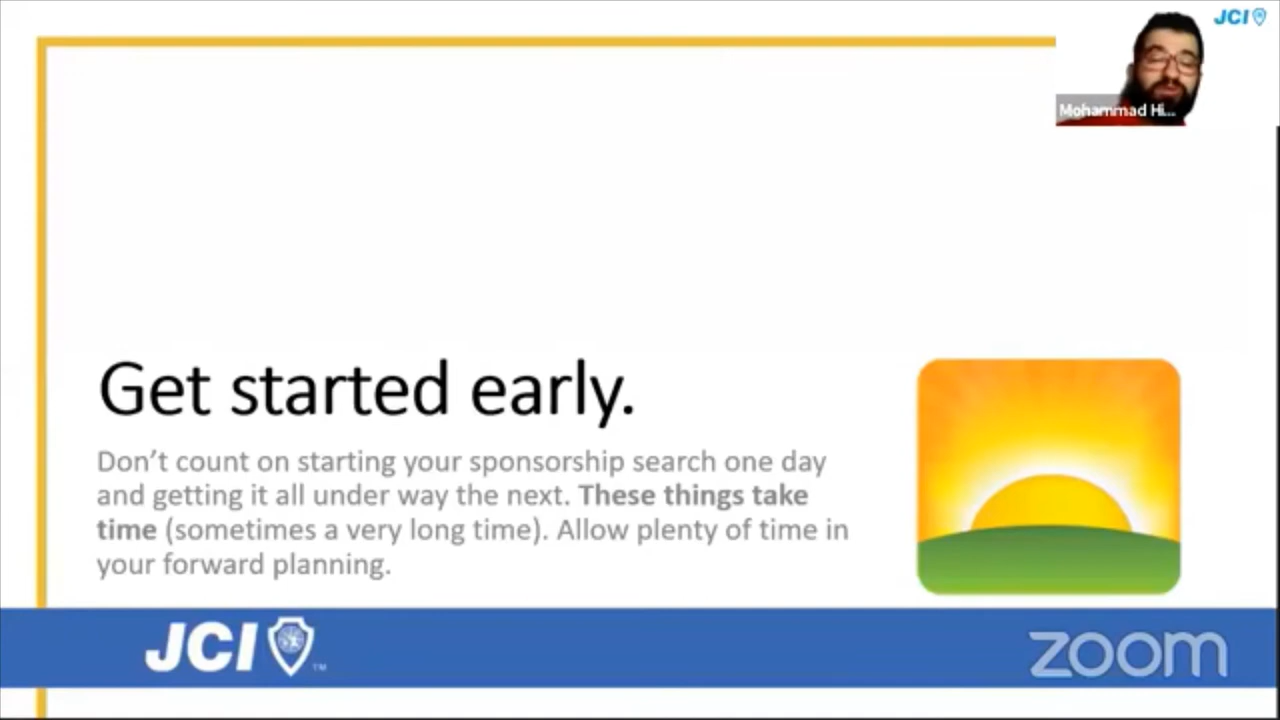 JCI
Mohammad Hi...
Get started early.
Don’t count on starting your sponsorship search one day
and getting it all under way the next. These things take
time (sometimes a very long time). Allow plenty of time in
your forward planning.
JCI ™
zoom